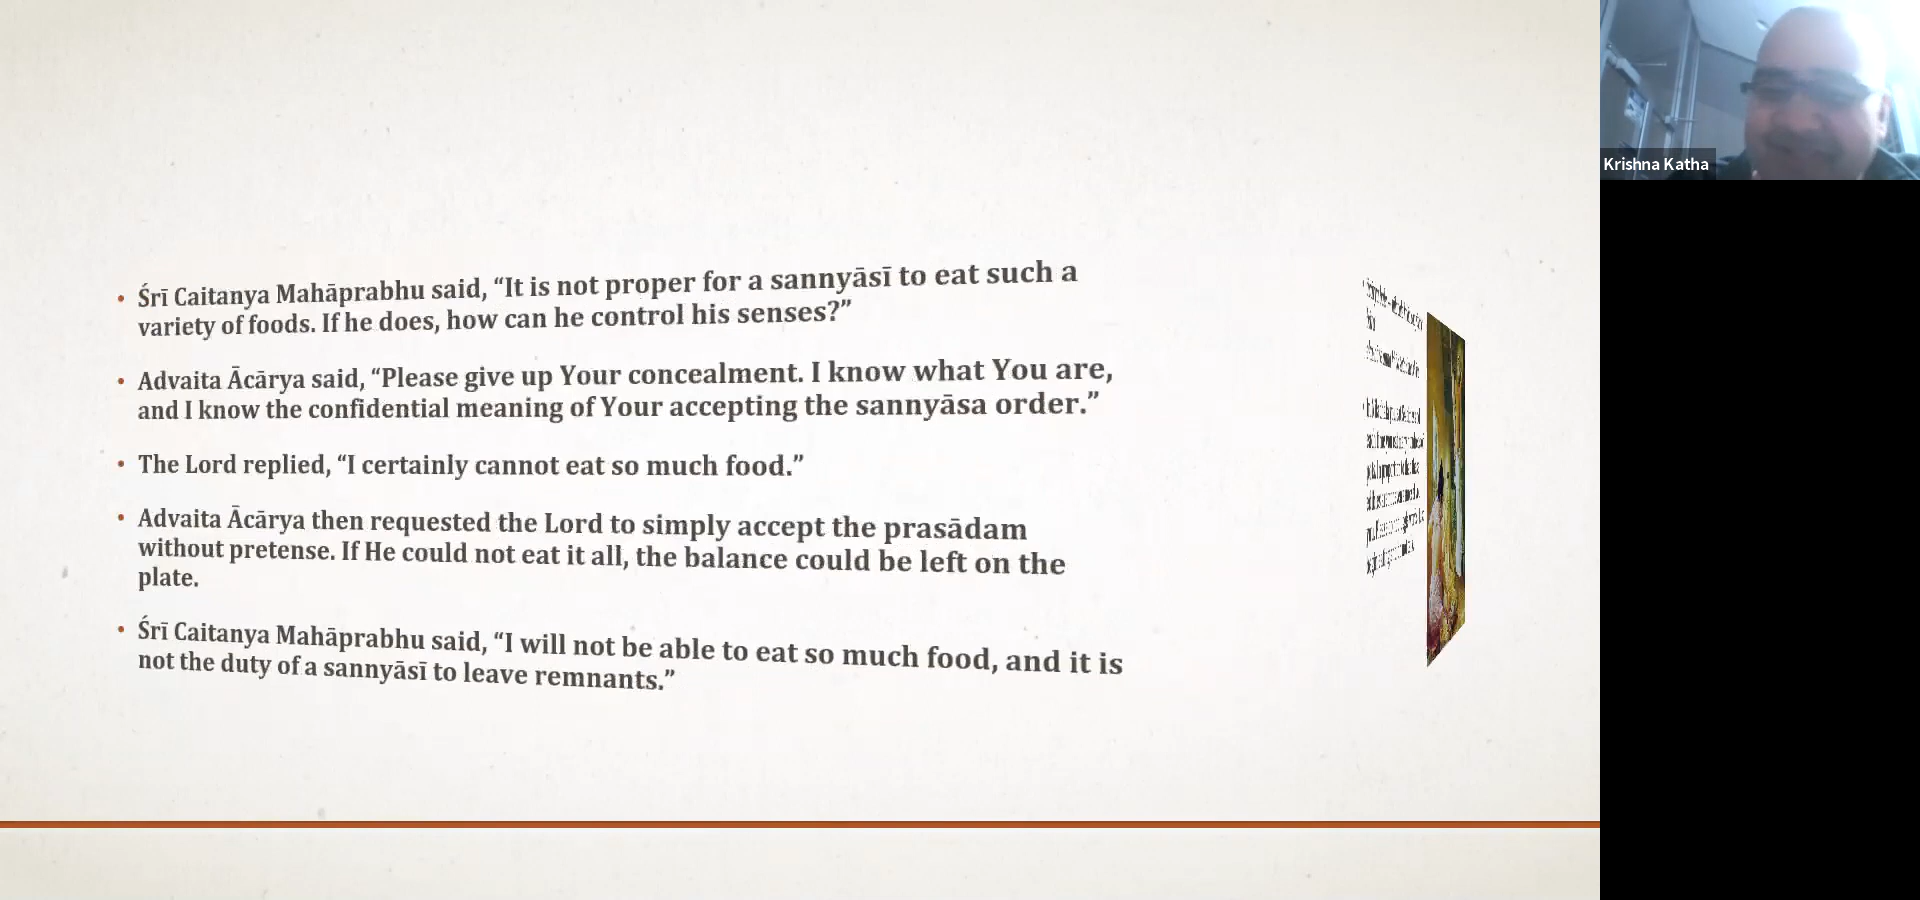 • Śrī Caitanya Mahāprabhu said, “It is not proper for a sannyāsī to eat such a
variety of foods. If he does, how can he control his senses?”
• Advaita Ācārya said, “Please give up Your concealment. I know what You are,
and I know the confidential meaning of Your accepting the sannyāsa order.”
• The Lord replied, “I certainly cannot eat so much food.”
• Advaita Ācārya then requested the Lord to simply accept the prasādam
without pretense. If He could not eat it all, the balance could be left on the
plate.
• Śrī Caitanya Mahāprabhu said, “I will not be able to eat so much food, and it is
not the duty of a sannyāsī to leave remnants.”
Krishna Katha